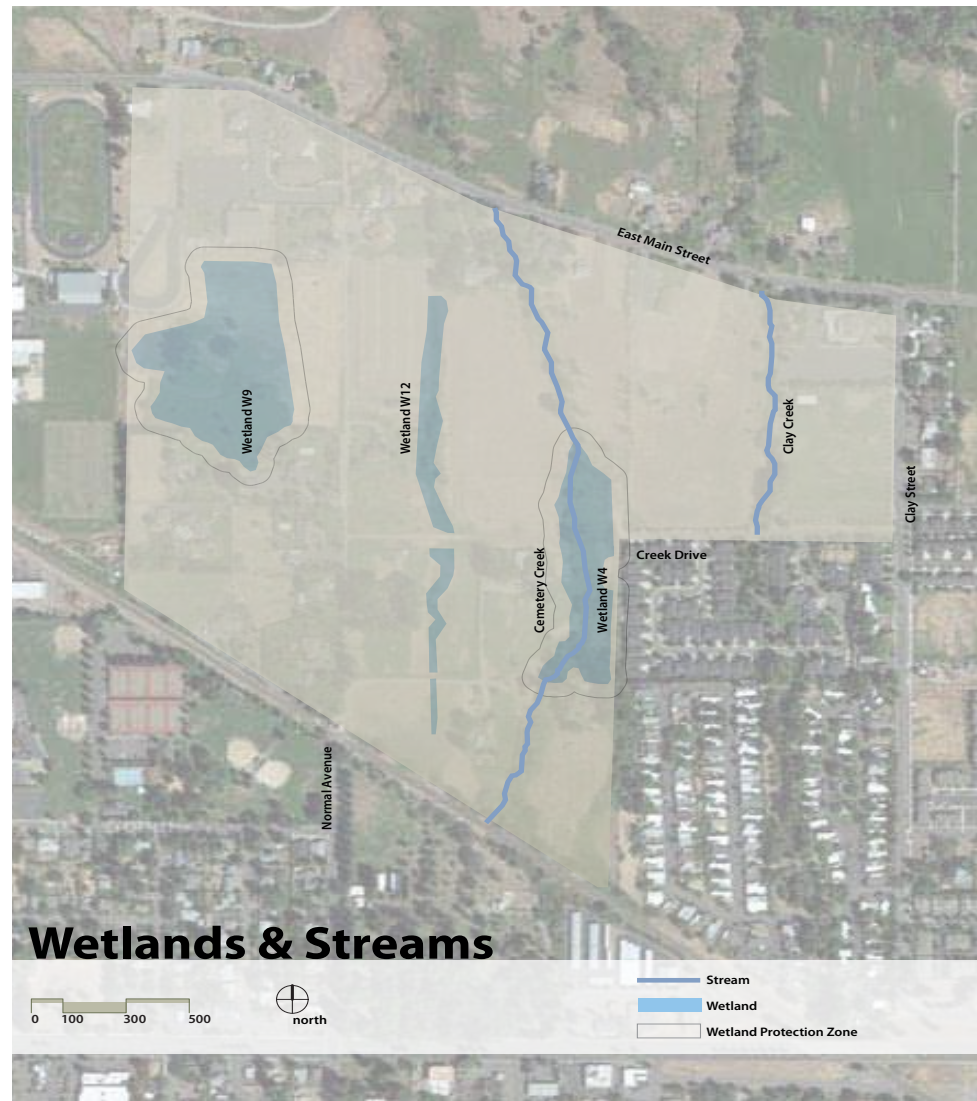 East Main Street
Wetland W9
Wetland W12
Clay Creek
Clay Street
Cemetery Creek
Creek Drive
Wetland W4
Normal Avenue
Wetlands & Streams
0 100 300 500
north
Stream
Wetland
Wetland Protection Zone